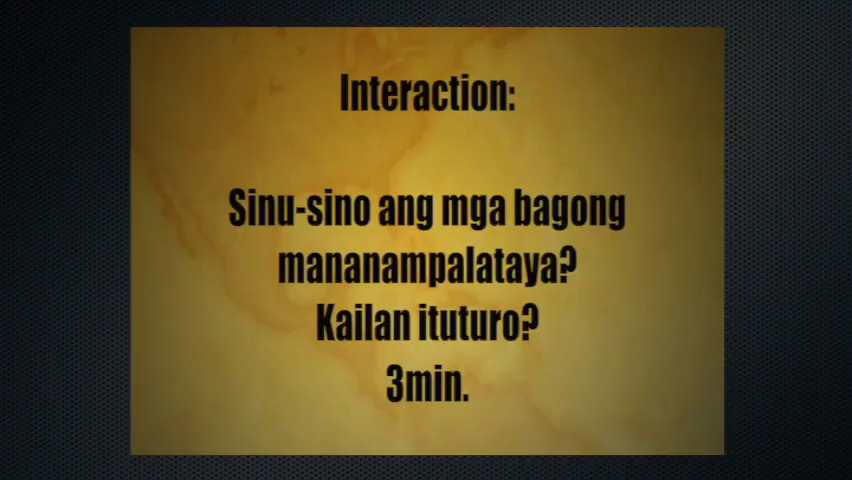 Interaction:
Sinu-sino ang mga bagong
mananampalataya?
Kailan ituturo?
3min.